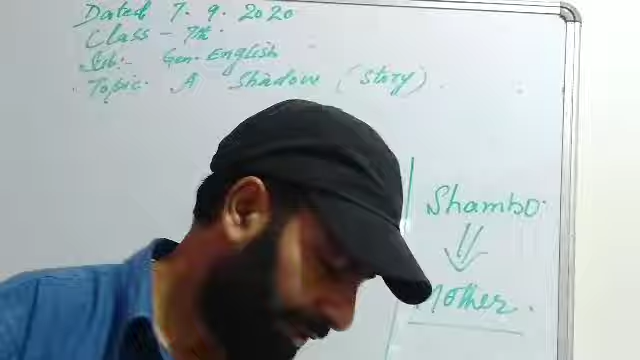 Dated 7.9.2020
Class - 7th.
Sub:- Gen. English
Topic. A Shadow (Story).
Shambo.
Mother.